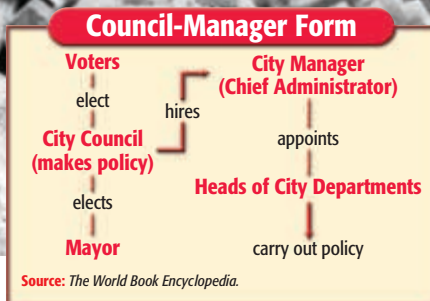 Council-Manager Form
Voters
elect
City Council
(makes policy)
elects
Mayor
hires
City Manager
(Chief Administrator)
appoints
Heads of City Departments
carry out policy
Source: The World Book Encyclopedia.